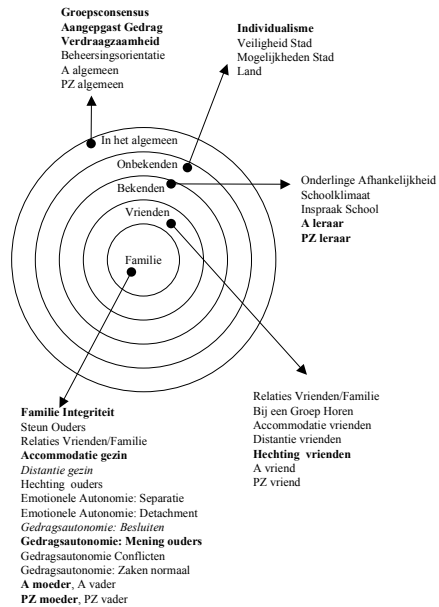 Groepsconsensus
Aangepgast Gedrag
Verdraagzaamheid
Beheersingsorientatie
A algemeen
PZ algemeen
Individualisme
Veiligheid Stad
Mogelijkheden Stad
Land
In het algemeen
Onbekenden
Bekenden
Vrienden
Familie
Onderlinge Afhankelijkheid
Schoolklimaat
Inspraak School
A leraar
PZ leraar
Familie Integriteit
Steun Ouders
Relaties Vrienden/Familie
Accommodatie gezin
Distantie gezin
Hechting ouders
Emotionele Autonomie: Separatie
Emotionele Autonomie: Detachment
Gedragsautonomie: Besluiten
Gedragsautonomie: Mening ouders
Gedragsautonomie Conflicten
Gedragsautonomie: Zaken normaal
A moeder, A vader
PZ moeder, PZ vader
Relaties Vrienden/Familie
Bij een Groep Horen
Accommodatie vrienden
Distantie vrienden
Hechting vrienden
A vriend
PZ vriend